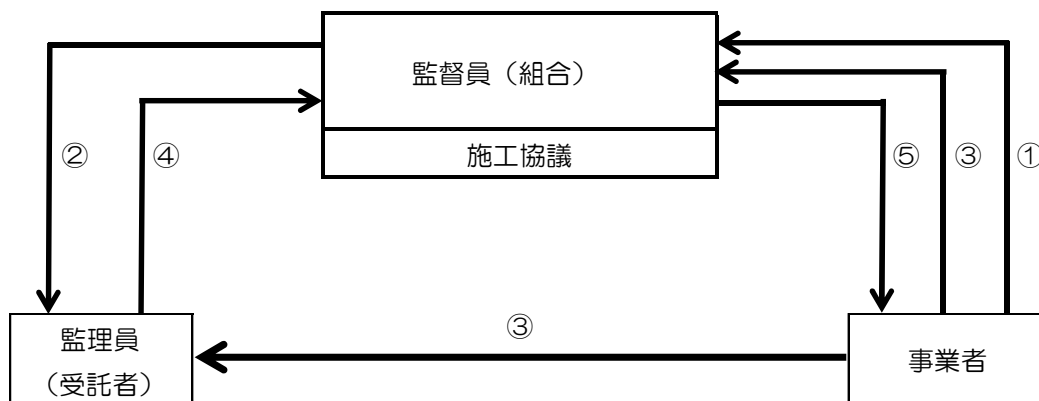 監督員（組合）
施工協議
②
④
⑤
③
①
③
監理員
（受託者）
事業者